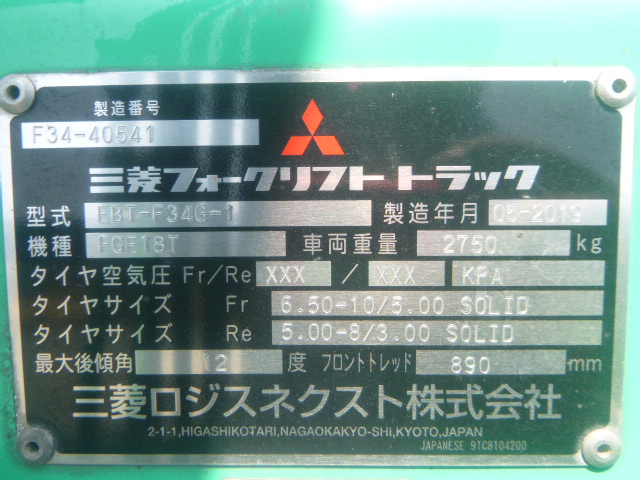 製造番号
F34-40541
三菱フォークリフト トラック
型式 EBT-F34G-1 製造年月 05-2019
機種 FGE18T 車両重量 2750 kg
タイヤ空気圧 Fr/Re XXX / XXX KPA
タイヤサイズ Fr 6.50-10/5.00 SOLID
タイヤサイズ Re 5.00-8/3.00 SOLID
最大後傾角 12 度 フロントトレッド 890 mm
三菱ロジスネクスト株式会社
2-1-1,HIGASHIKOTARI,NAGAOKAKYO-SHI,KYOTO,JAPAN
JAPANESE 91C8104200